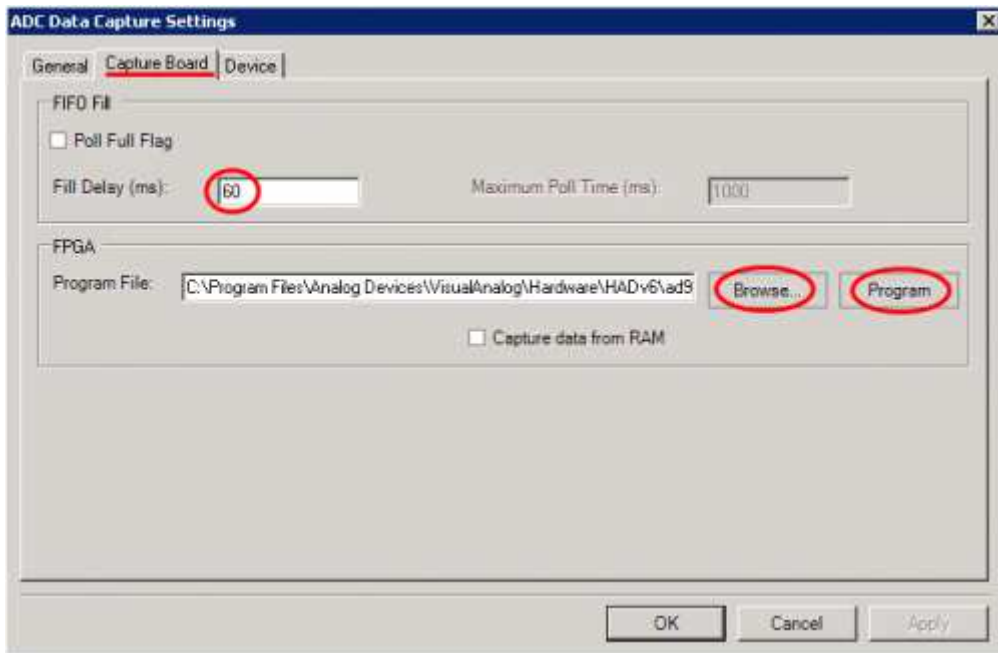 ADC Data Capture Settings
General Capture Board Device
FIFO Fill
Poll Full Flag
Fill Delay (ms): 60 Maximum Poll Time (ms): 1000
FPGA
Program File: C:\Program Files\Analog Devices\VisualAnalog\Hardware\HADv6\ad9 Browse... Program
Capture data from RAM
OK Cancel Apply